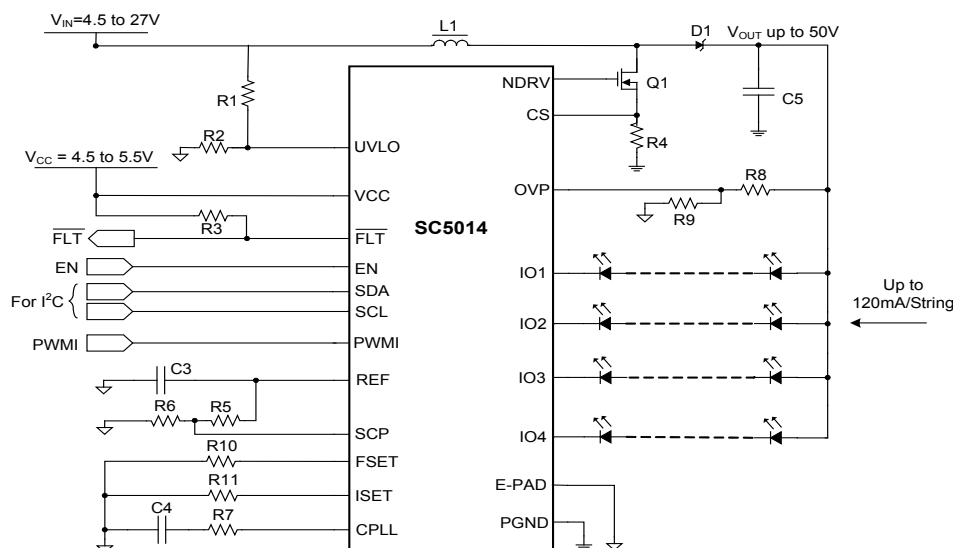 VIN=4.5 to 27V
L1
D1
VOUT up to 50V
R1
NDRV
Q1
C5
CS
R2
R4
UVLO
VCC = 4.5 to 5.5V
R8
OVP
VCC
R9
R3
SC5014
FLT
FLT
EN
EN
IO1
SDA
For I2C
Up to
120mA/String
SCL
IO2
PWMI
PWMI
C3
REF
IO3
R6
R5
SCP
IO4
R10
FSET
R11
ISET
E-PAD
C4
R7
CPLL
PGND